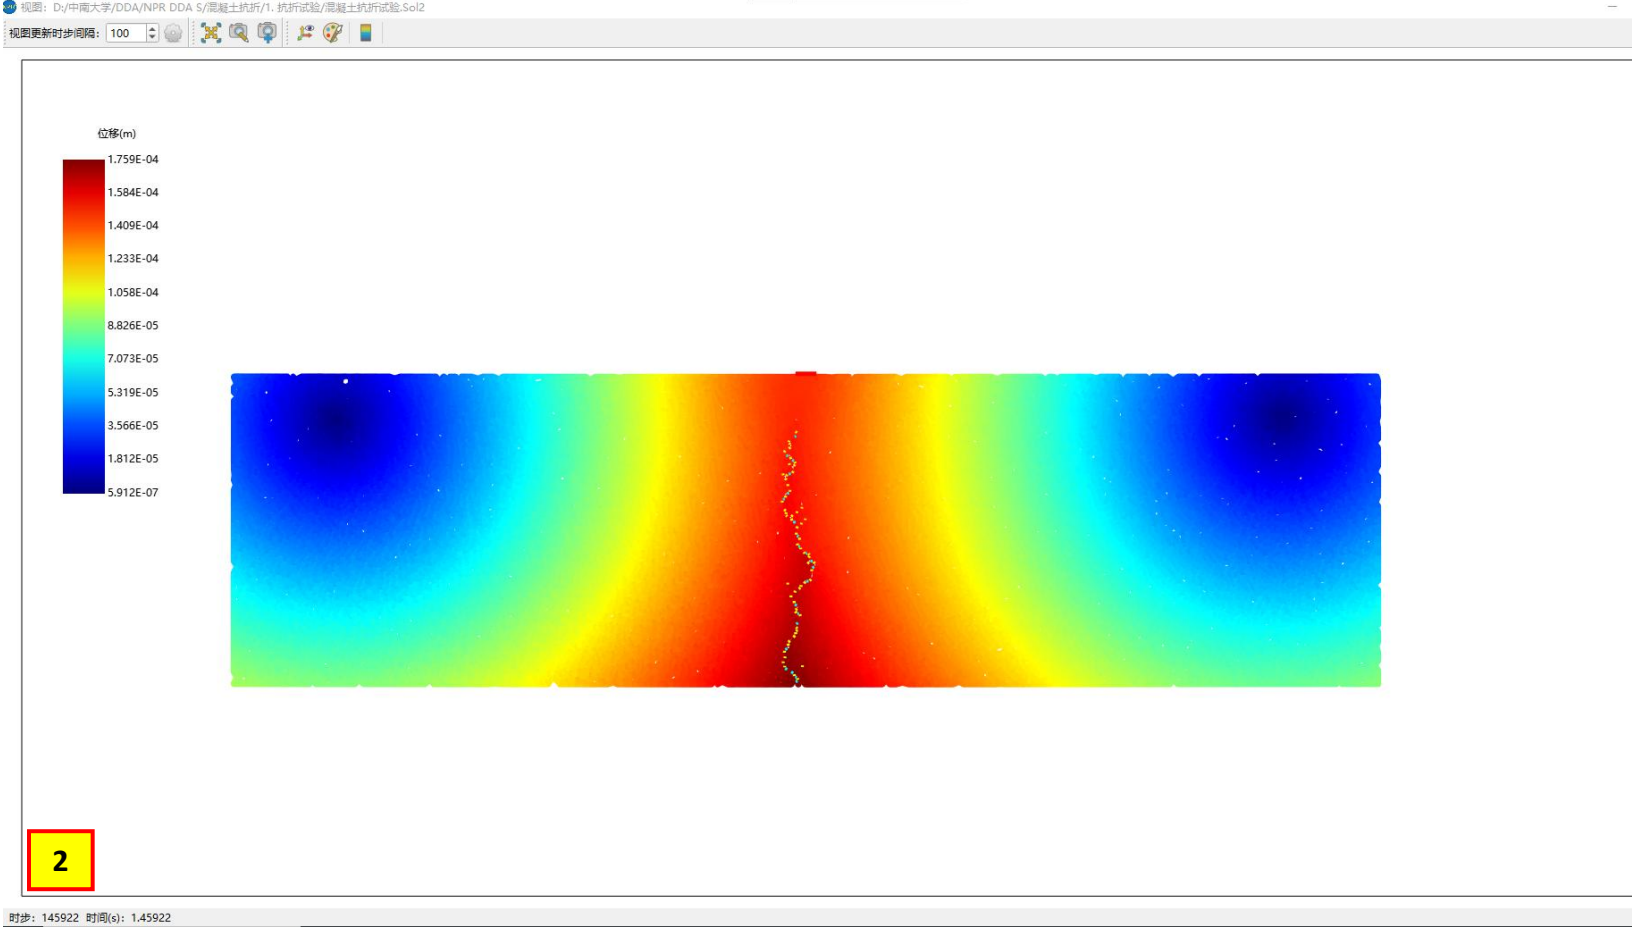 视图: D:/中南大学/DDA/NPR DDA S/混凝土抗折/1. 抗折试验/混凝土抗折试验.Sol2
视图更新时步间隔: 100
位移(m)
1.759E-04
1.584E-04
1.409E-04
1.233E-04
1.058E-04
8.826E-05
7.073E-05
5.319E-05
3.566E-05
1.812E-05
5.912E-07
2
时步: 145922 时间(s): 1.45922